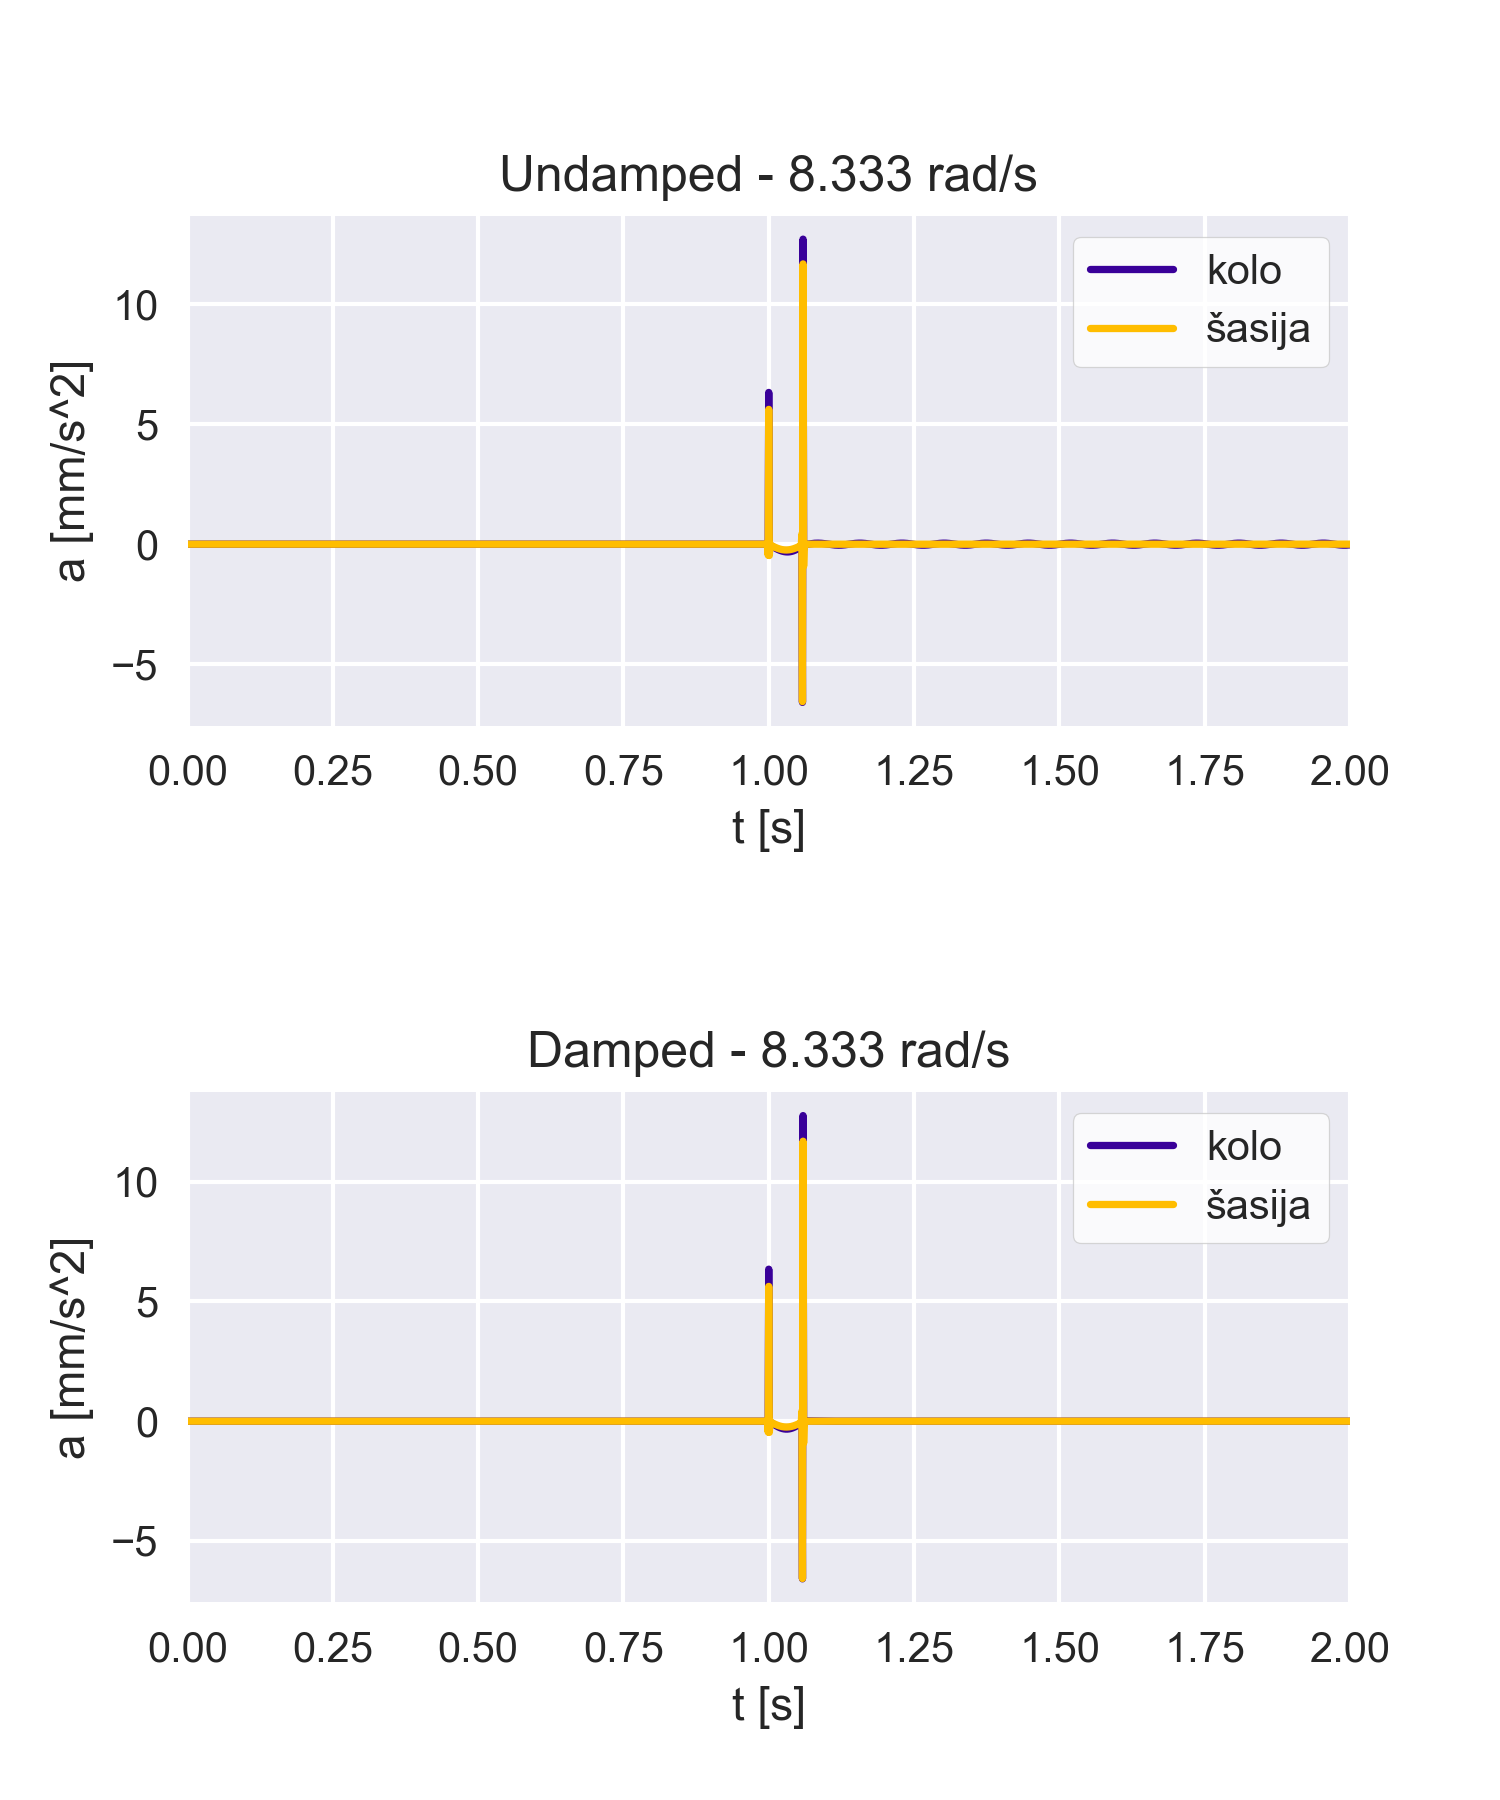 Undamped - 8.333 rad/s
kolo
šasija
a [mm/s^2]
10
5
0
−5
0.00 0.25 0.50 0.75 1.00 1.25 1.50 1.75 2.00
t [s]
Damped - 8.333 rad/s
kolo
šasija
a [mm/s^2]
10
5
0
−5
0.00 0.25 0.50 0.75 1.00 1.25 1.50 1.75 2.00
t [s]